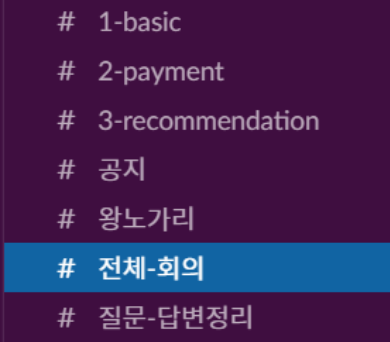 # 1-basic
# 2-payment
# 3-recommendation
# 공지
# 왕노가리
# 전체-회의
# 질문-답변정리